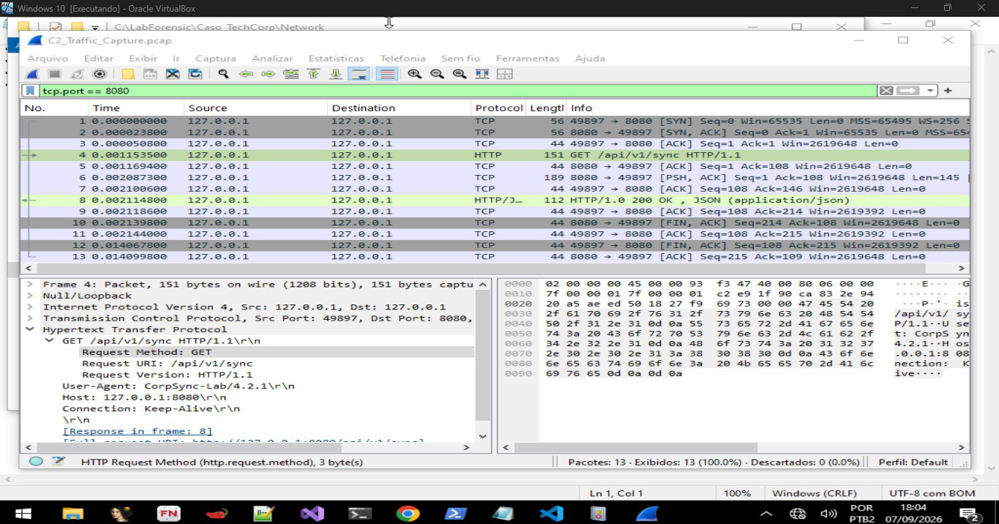 Windows 10 [Executando] - Oracle VirtualBox
C:\LabForensic\Caso_TechCorp\Network
C2_Traffic_Capture.pcap
Arquivo Editar Exibir Ir Captura Analizar Estatísticas Telefonia Sem fio Ferramentas Ajuda
tcp.port == 8080
No. Time Source Destination Protocol Lengtl Info
1 0.000000000 127.0.0.1 127.0.0.1 TCP 56 49897 → 8080 [SYN] Seq=0 Win=65535 Len=0 MSS=65495 WS=256 S
2 0.000023800 127.0.0.1 127.0.0.1 TCP 56 8080 → 49897 [SYN, ACK] Seq=0 Ack=1 Win=65535 Len=0 MSS=654
3 0.000050800 127.0.0.1 127.0.0.1 TCP 44 49897 → 8080 [ACK] Seq=1 Ack=1 Win=2619648 Len=0
4 0.001153500 127.0.0.1 127.0.0.1 HTTP 151 GET /api/v1/sync HTTP/1.1
5 0.001169400 127.0.0.1 127.0.0.1 TCP 44 8080 → 49897 [ACK] Seq=1 Ack=108 Win=2619648 Len=0
6 0.002087300 127.0.0.1 127.0.0.1 TCP 189 8080 → 49897 [PSH, ACK] Seq=1 Ack=108 Win=2619648 Len=145 [
7 0.002100600 127.0.0.1 127.0.0.1 TCP 44 49897 → 8080 [ACK] Seq=108 Ack=146 Win=2619648 Len=0
8 0.002114800 127.0.0.1 127.0.0.1 HTTP/J… 112 HTTP/1.0 200 OK , JSON (application/json)
9 0.002118600 127.0.0.1 127.0.0.1 TCP 44 49897 → 8080 [ACK] Seq=108 Ack=214 Win=2619392 Len=0
10 0.002139800 127.0.0.1 127.0.0.1 TCP 44 8080 → 49897 [FIN, ACK] Seq=214 Ack=108 Win=2619648 Len=0
11 0.002144000 127.0.0.1 127.0.0.1 TCP 44 49897 → 8080 [ACK] Seq=108 Ack=215 Win=2619392 Len=0
12 0.014067800 127.0.0.1 127.0.0.1 TCP 44 49897 → 8080 [FIN, ACK] Seq=108 Ack=215 Win=2619392 Len=0
13 0.014099800 127.0.0.1 127.0.0.1 TCP 44 8080 → 49897 [ACK] Seq=215 Ack=109 Win=2619648 Len=0
Frame 4: Packet, 151 bytes on wire (1208 bits), 151 bytes captu
Null/Loopback
Internet Protocol Version 4, Src: 127.0.0.1, Dst: 127.0.0.1
Transmission Control Protocol, Src Port: 49897, Dst Port: 8080,
Hypertext Transfer Protocol
GET /api/v1/sync HTTP/1.1\r\n
Request Method: GET
Request URI: /api/v1/sync
Request Version: HTTP/1.1
User-Agent: CorpSync-Lab/4.2.1\r\n
Host: 127.0.0.1:8080\r\n
Connection: Keep-Alive\r\n
\r\n
[Response in frame: 8]
[Full request URI: http://127.0.0.1:8080/api/v1/sync]
0000 02 00 00 00 45 00 00 93 f3 47 40 00 80 06 00 00 ····E··· ·G
0010 7f 00 00 01 7f 00 00 01 c2 e9 1f 90 ca 83 2e 94 ········ ··
0020 20 a5 ae ed 50 18 27 f9 69 73 00 00 47 45 54 20 ···P·'· is
0030 2f 61 70 69 2f 76 31 2f 73 79 6e 63 20 48 54 54 /api/v1/ sy
0040 50 2f 31 2e 31 0d 0a 55 73 65 72 2d 41 67 65 6e P/1.1··U se
0050 74 3a 20 43 6f 72 70 53 79 6e 63 2d 4c 61 62 2f t: CorpS yn
0060 34 2e 32 2e 31 0d 0a 48 6f 73 74 3a 20 31 32 37 4.2.1··H os
0070 2e 30 2e 30 2e 31 3a 38 30 38 30 0d 0a 43 6f 6e .0.0.1:8 08
0080 6e 65 63 74 69 6f 6e 3a 20 4b 65 65 70 2d 41 6c nection: K
0090 69 76 65 0d 0a 0d 0a ive····
HTTP Request Method (http.request.method), 3 byte(s) Pacotes: 13 · Exibidos: 13 (100.0%) · Descartados: 0 (0.0%) Perfil: Default
Ln 1, Col 1 100% Windows (CRLF) UTF-8 com BOM
FN
POR
PTB2
18:04
07/09/2026
2